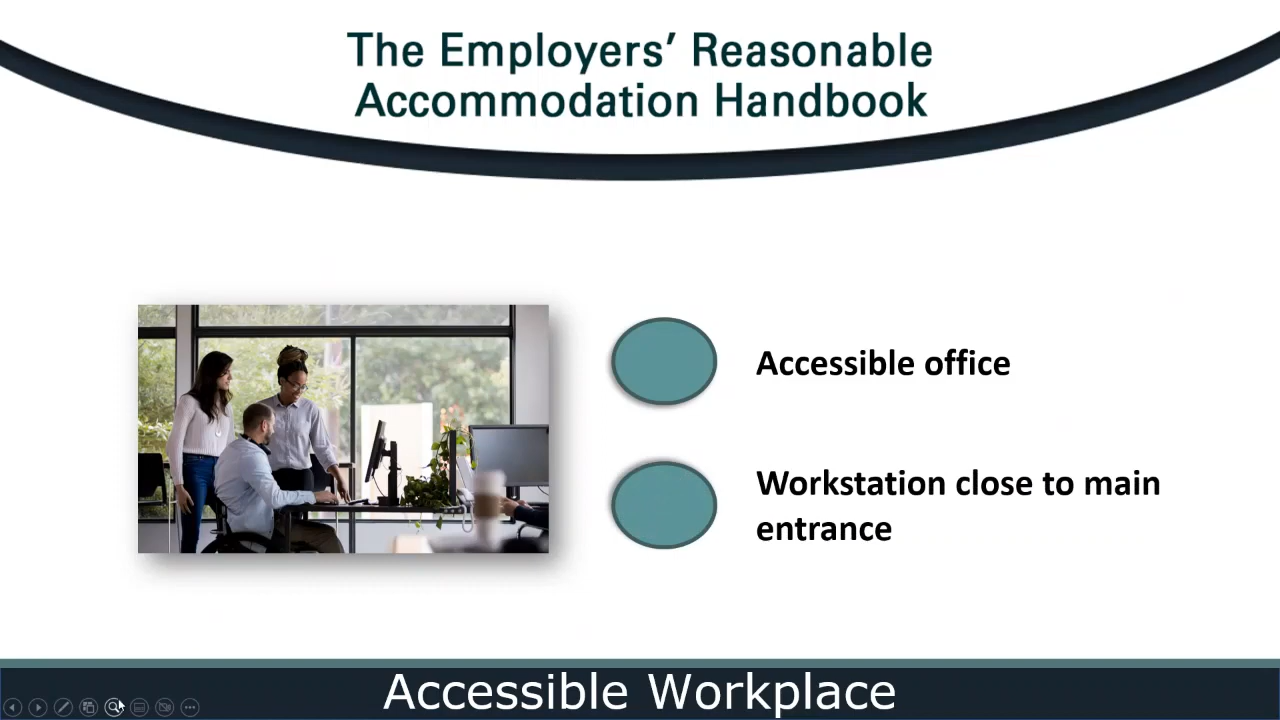 The Employers’ Reasonable
Accommodation Handbook
Accessible office
Workstation close to main
entrance
Accessible Workplace